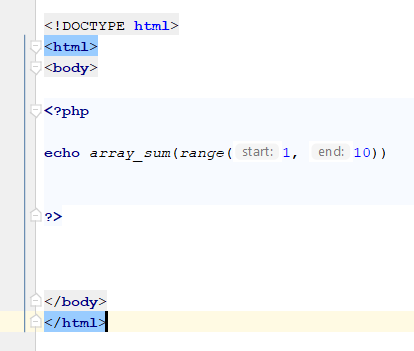 <!DOCTYPE html>
<html>
<body>
<?php
echo array_sum(range( start: 1, end: 10))
?>
</body>
</html>